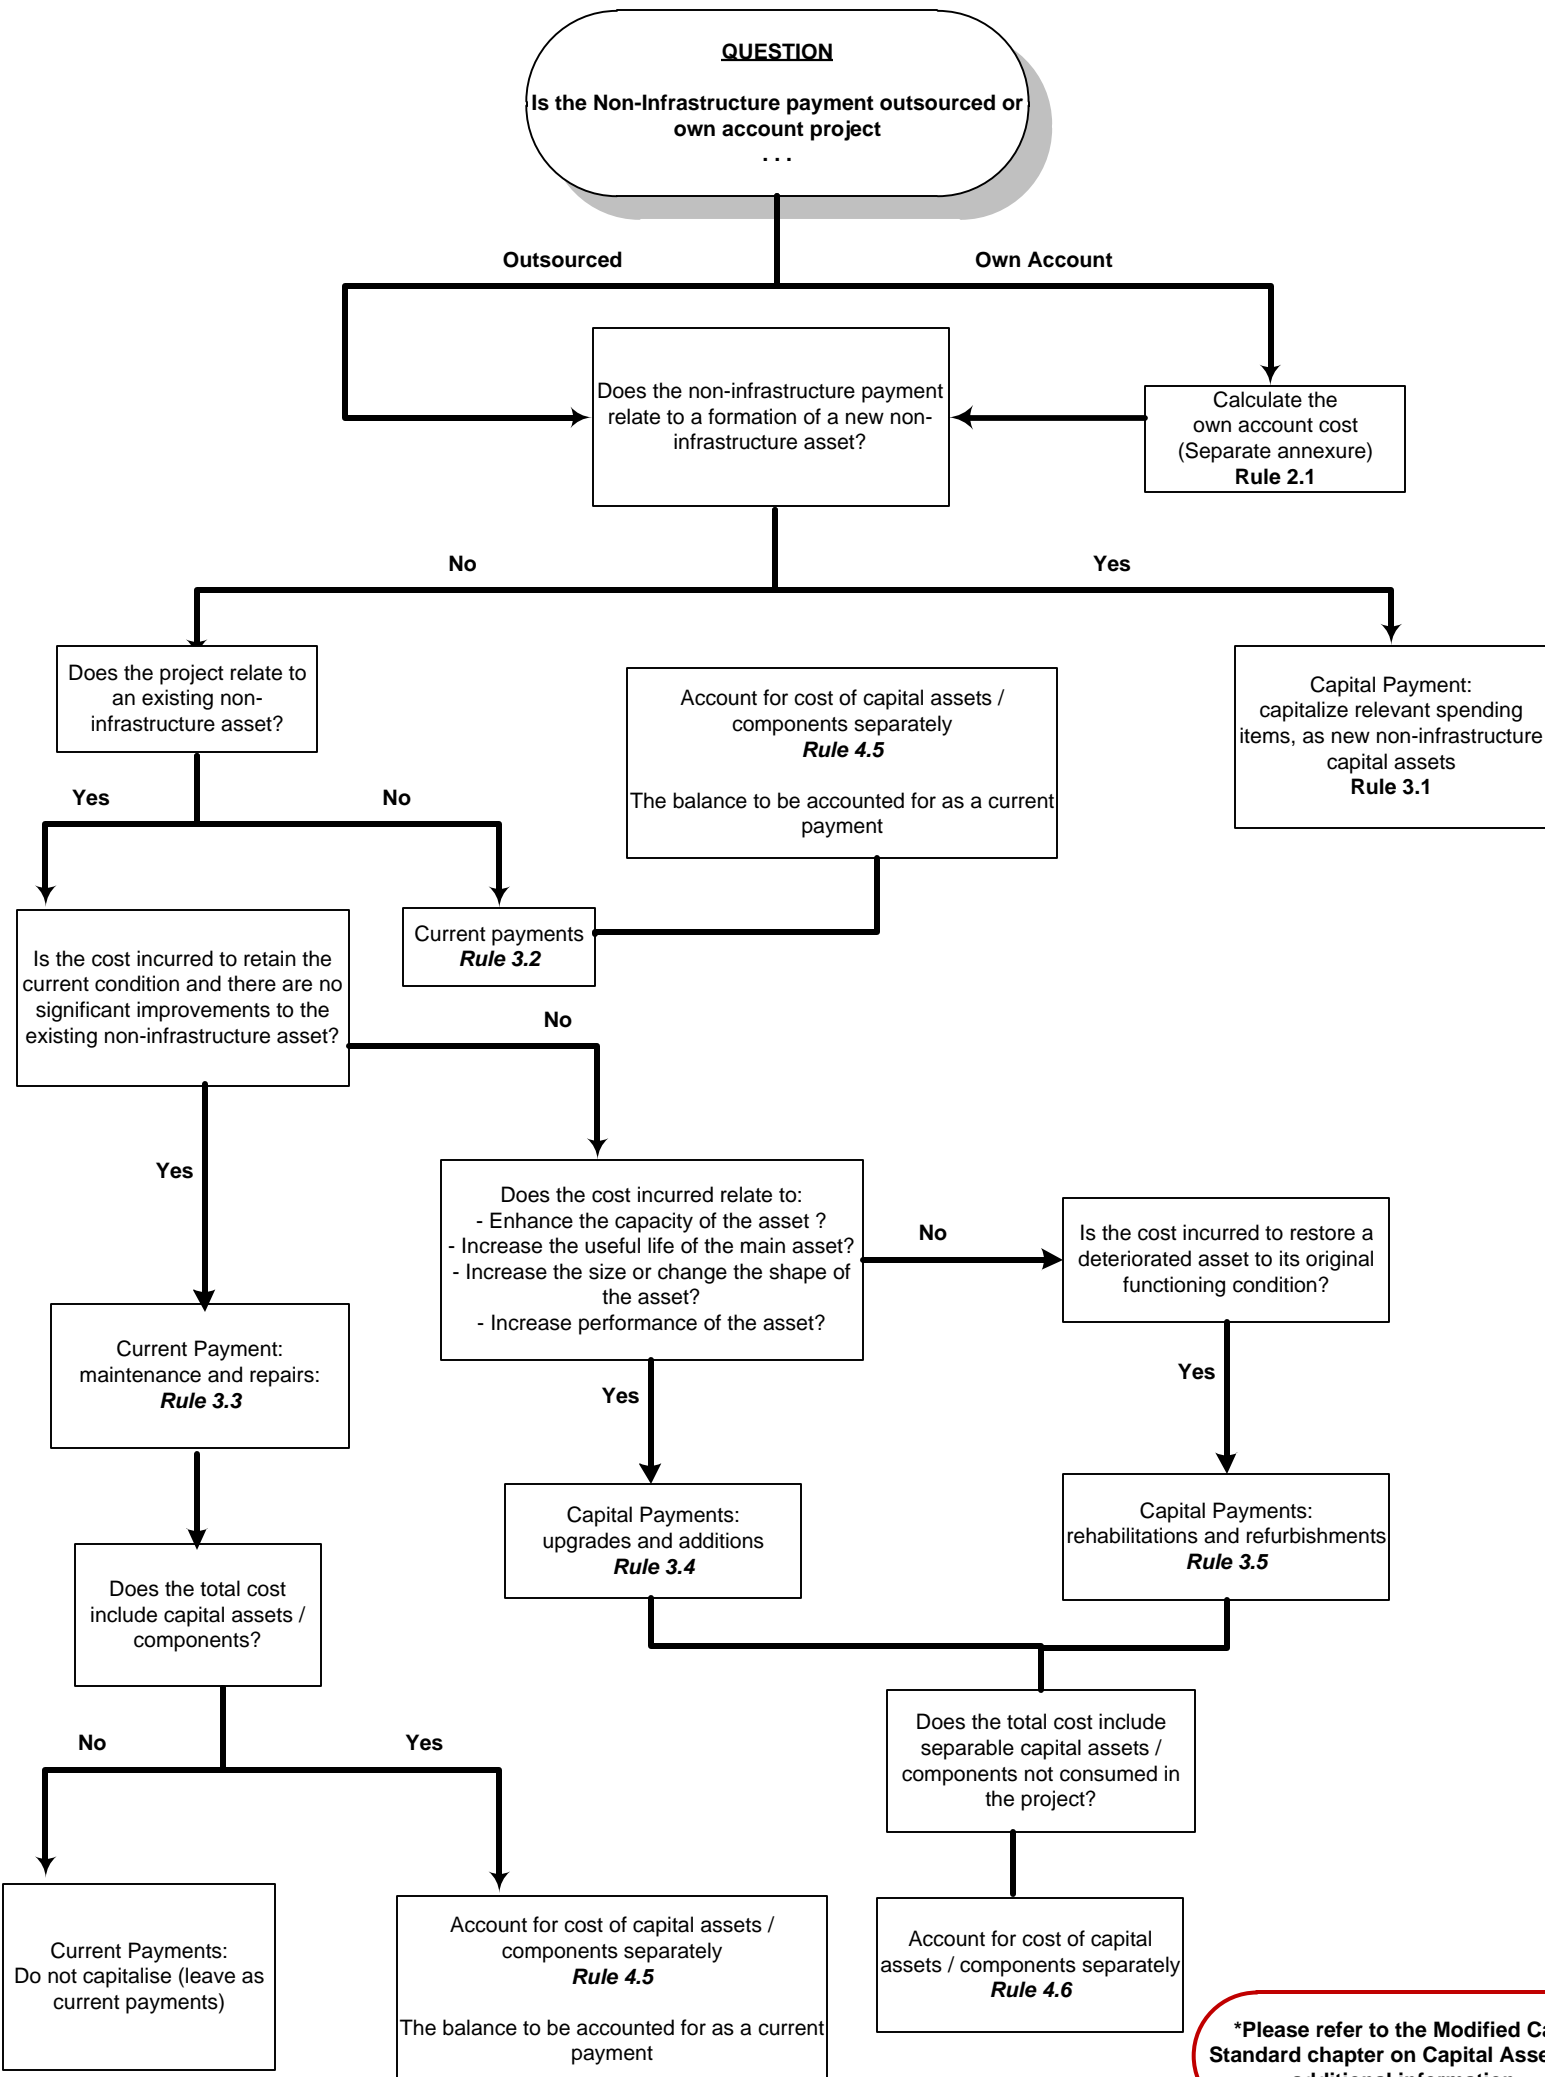 QUESTION
Is the Non-Infrastructure payment outsourced or
own account project
. . .
Outsourced
Own Account
Does the non-infrastructure payment
relate to a formation of a new non-
infrastructure asset?
Calculate the
own account cost
(Separate annexure)
Rule 2.1
No
Yes
Does the project relate to
an existing non-
infrastructure asset?
Account for cost of capital assets /
components separately
Rule 4.5
The balance to be accounted for as a current
payment
Capital Payment:
capitalize relevant spending
items, as new non-infrastructure
capital assets
Rule 3.1
Yes
No
Is the cost incurred to retain the
current condition and there are no
significant improvements to the
existing non-infrastructure asset?
Current payments
Rule 3.2
No
Yes
Does the cost incurred relate to:
- Enhance the capacity of the asset ?
- Increase the useful life of the main asset?
- Increase the size or change the shape of
the asset?
- Increase performance of the asset?
No
Is the cost incurred to restore a
deteriorated asset to its original
functioning condition?
Current Payment:
maintenance and repairs:
Rule 3.3
Yes
Yes
Capital Payments:
upgrades and additions
Rule 3.4
Capital Payments:
rehabilitations and refurbishments
Rule 3.5
Does the total cost
include capital assets /
components?
Does the total cost include
separable capital assets /
components not consumed in
the project?
No
Yes
Current Payments:
Do not capitalise (leave as
current payments)
Account for cost of capital assets /
components separately
Rule 4.5
The balance to be accounted for as a current
payment
Account for cost of capital
assets / components separately
Rule 4.6
*Please refer to the Modified
Standard chapter on Capital
additional information